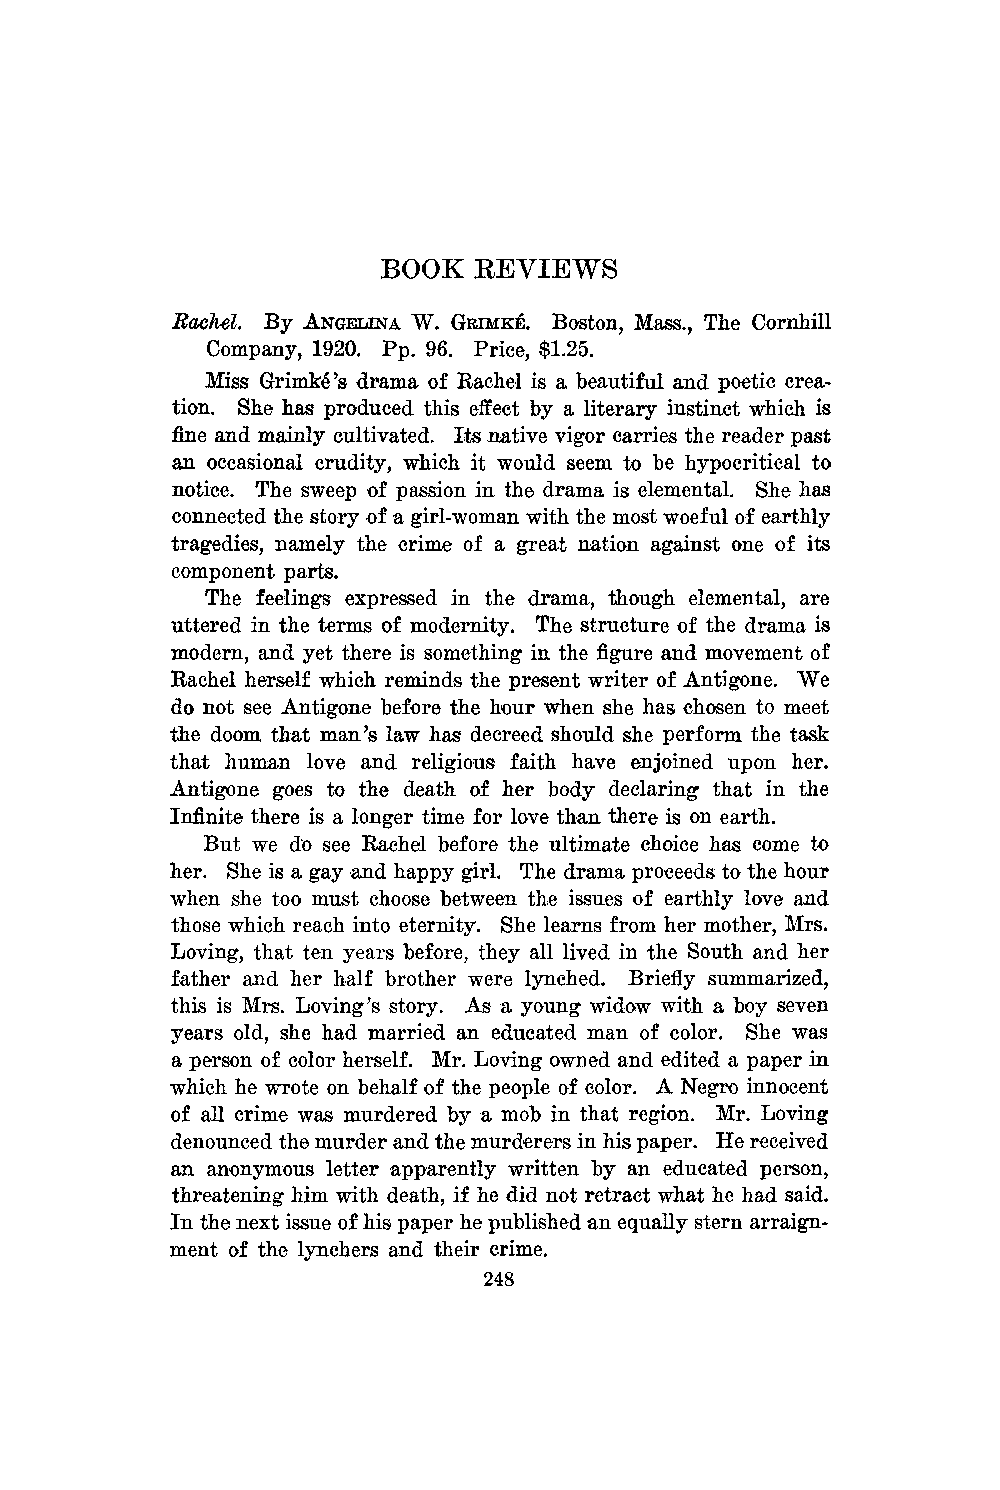 BOOK REVIEWS
Rachel. By ANGELINA W. GRIMKÉ. Boston, Mass., The Cornhill
Company, 1920. Pp. 96. Price, $1.25.
Miss Grimké's drama of Rachel is a beautiful and poetic crea-
tion. She has produced this effect by a literary instinct which is
fine and mainly cultivated. Its native vigor carries the reader past
an occasional crudity, which it would seem to be hypocritical to
notice. The sweep of passion in the drama is elemental. She has
connected the story of a girl-woman with the most woeful of earthly
tragedies, namely the crime of a great nation against one of its
component parts.
The feelings expressed in the drama, though elemental, are
uttered in the terms of modernity. The structure of the drama is
modern, and yet there is something in the figure and movement of
Rachel herself which reminds the present writer of Antigone. We
do not see Antigone before the hour when she has chosen to meet
the doom that man's law has decreed should she perform the task
that human love and religious faith have enjoined upon her.
Antigone goes to the death of her body declaring that in the
Infinite there is a longer time for love than there is on earth.
But we do see Rachel before the ultimate choice has come to
her. She is a gay and happy girl. The drama proceeds to the hour
when she too must choose between the issues of earthly love and
those which reach into eternity. She learns from her mother, Mrs.
Loving, that ten years before, they all lived in the South and her
father and her half brother were lynched. Briefly summarized,
this is Mrs. Loving's story. As a young widow with a boy seven
years old, she had married an educated man of color. She was
a person of color herself. Mr. Loving owned and edited a paper in
which he wrote on behalf of the people of color. A Negro innocent
of all crime was murdered by a mob in that region. Mr. Loving
denounced the murder and the murderers in his paper. He received
an anonymous letter apparently written by an educated person,
threatening him with death, if he did not retract what he had said.
In the next issue of his paper he published an equally stern arraign-
ment of the lynchers and their crime.
248